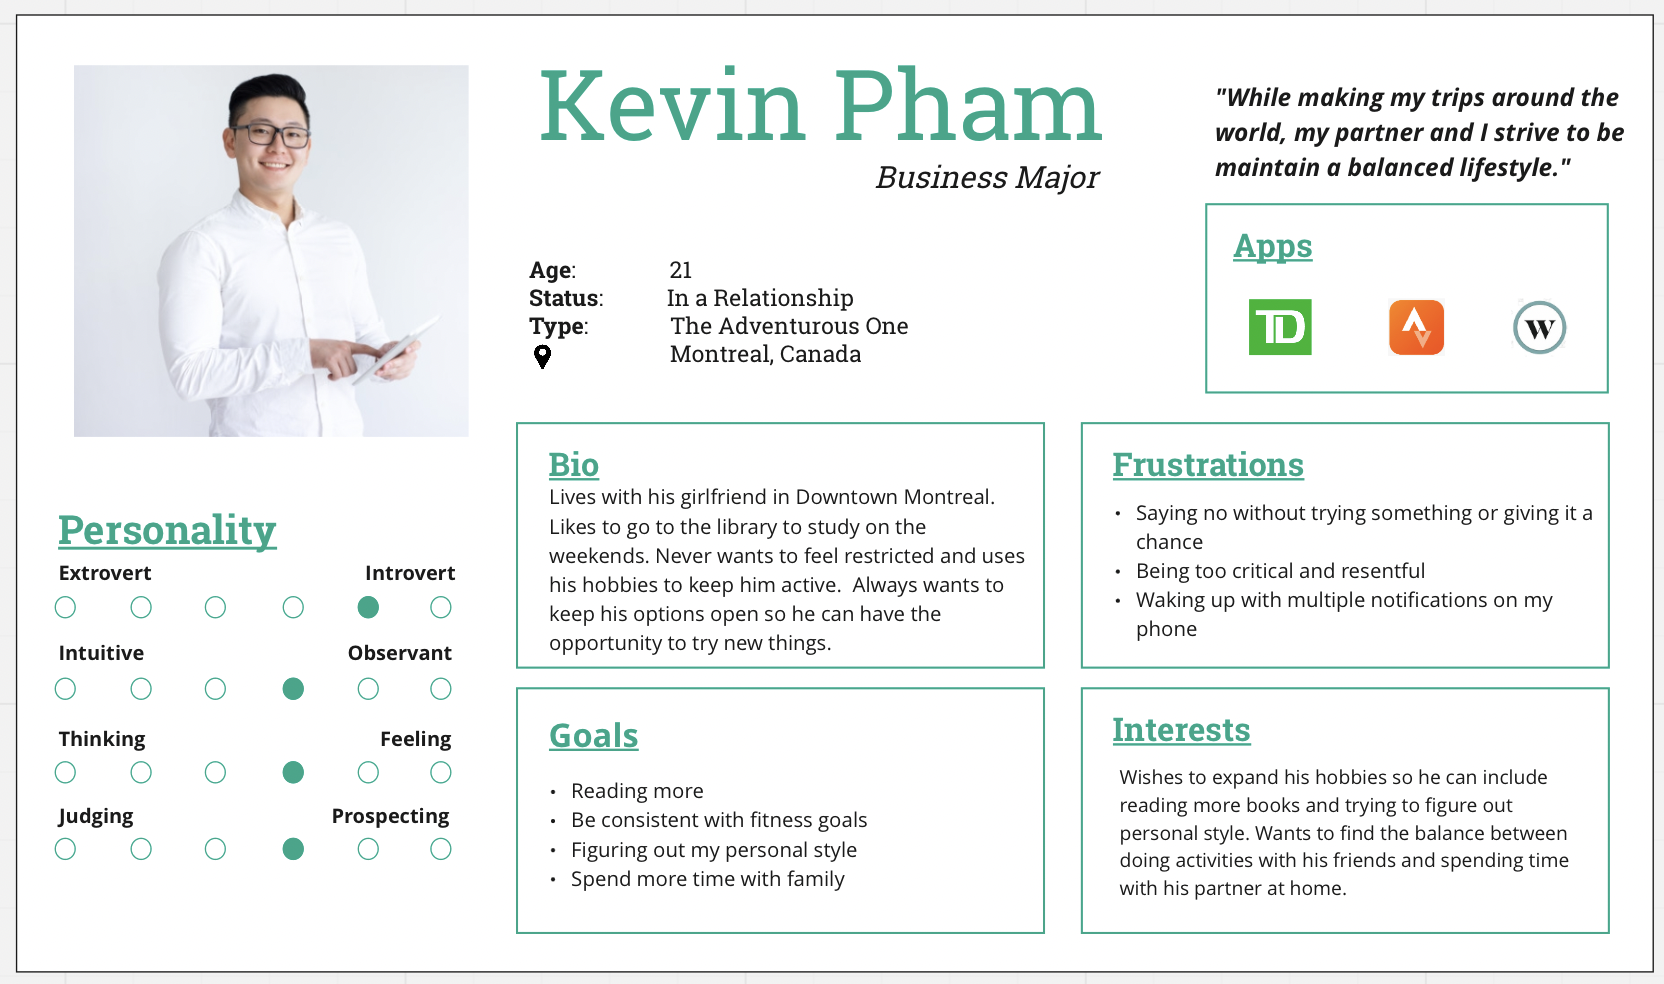 Kevin Pham
Business Major
"While making my trips around the
world, my partner and I strive to be
maintain a balanced lifestyle."
Age: 21
Status: In a Relationship
Type: The Adventurous One
Montreal, Canada
Apps
TD
W
Personality
Extrovert Introvert
Intuitive Observant
Thinking Feeling
Judging Prospecting
Bio
Lives with his girlfriend in Downtown Montreal.
Likes to go to the library to study on the
weekends. Never wants to feel restricted and uses
his hobbies to keep him active.  Always wants to
keep his options open so he can have the
opportunity to try new things.
Frustrations
• Saying no without trying something or giving it a
chance
• Being too critical and resentful
• Waking up with multiple notifications on my
phone
Goals
• Reading more
• Be consistent with fitness goals
• Figuring out my personal style
• Spend more time with family
Interests
Wishes to expand his hobbies so he can include
reading more books and trying to figure out
personal style. Wants to find the balance between
doing activities with his friends and spending time
with his partner at home.